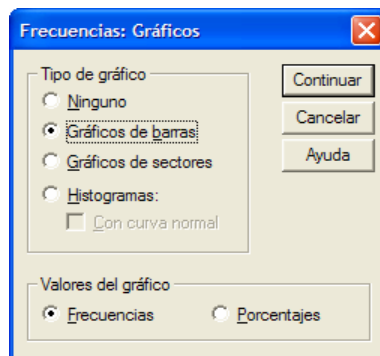 Frecuencias: Gráficos
Tipo de gráfico
Ninguno
Gráficos de barras
Gráficos de sectores
Histogramas:
Con curva normal
Continuar
Cancelar
Ayuda
Valores del gráfico
Frecuencias
Porcentajes